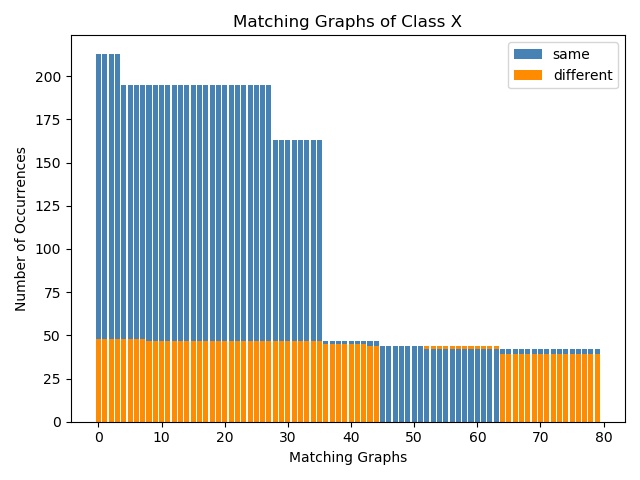 Matching Graphs of Class X
same
different
Number of Occurrences
200
175
150
125
100
75
50
25
0
0 10 20 30 40 50 60 70 80
Matching Graphs